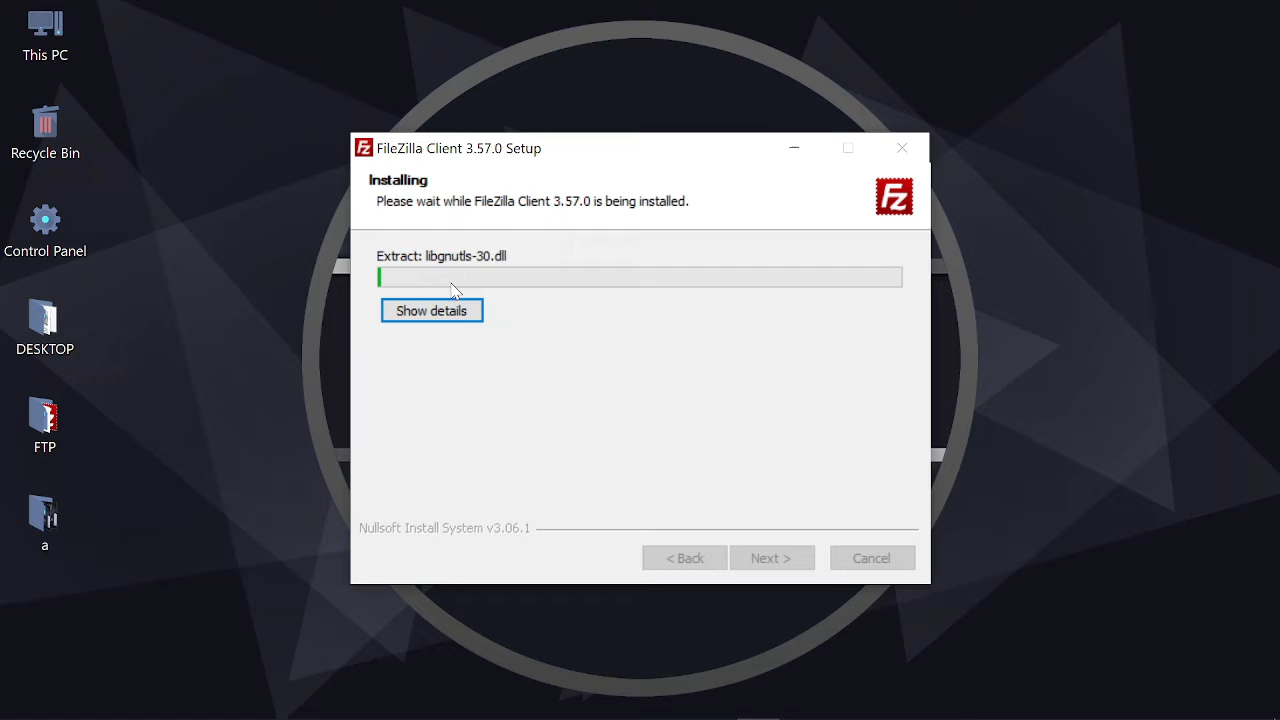 This PC
Recycle Bin
Control Panel
DESKTOP
FTP
a
FileZilla Client 3.57.0 Setup
Installing
Please wait while FileZilla Client 3.57.0 is being installed.
Fz
Extract: libgnutls-30.dll
Show details
Nullsoft Install System v3.06.1
< Back
Next >
Cancel